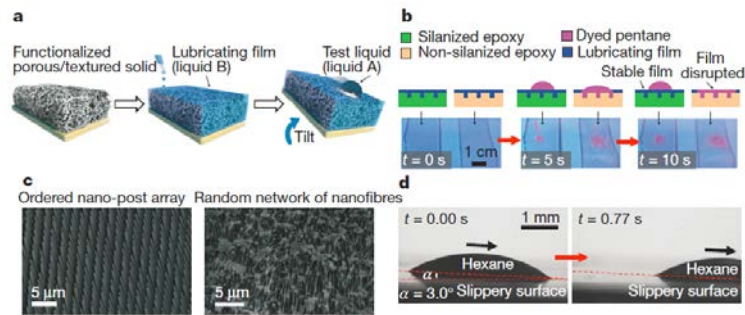 a
Functionalized
porous/textured solid
Lubricating film
(liquid B)
Test liquid
(liquid A)
Tilt
b
Silanized epoxy
Dyed pentane
Non-silanized epoxy
Lubricating film
Stable film
Film
disrupted
t = 0 s
1 cm
t = 5 s
t = 10 s
c
Ordered nano-post array
Random network of nanofibres
5 μm
5 μm
d
t = 0.00 s
1 mm
t = 0.77 s
Hexane
α
α = 3.0°
Slippery surface
Hexane
Slippery surface